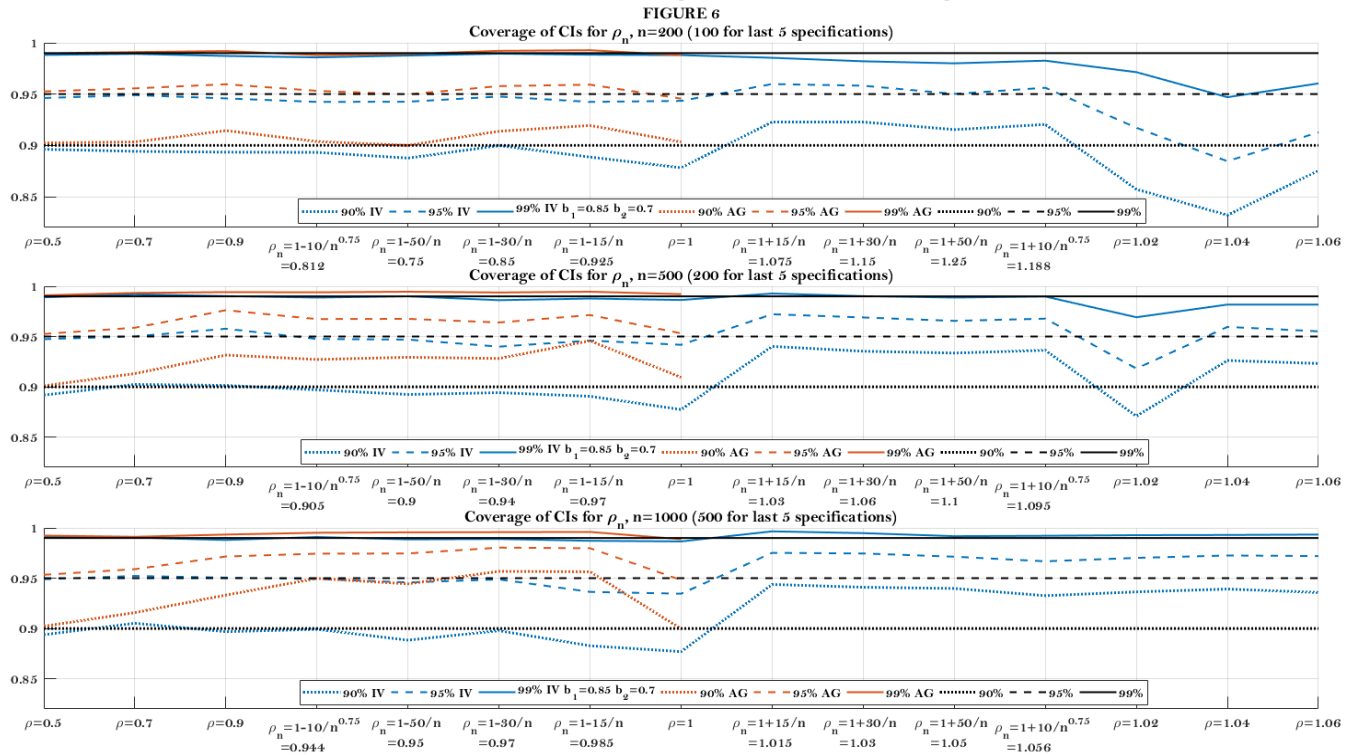 FIGURE 6
Coverage of CIs for ρn, n=200 (100 for last 5 specifications)
1
0.95
0.9
0.85
90% IV 95% IV 99% IV b1=0.85 b2=0.7 90% AG 95% AG 99% AG 90% 95% 99%
ρ=0.5 ρ=0.7 ρ=0.9 ρn=1-10/n^0.75 ρn=1-50/n ρn=1-30/n ρn=1-15/n ρ=1 ρn=1+15/n ρn=1+30/n ρn=1+50/n ρn=1+10/n^0.75 ρ=1.02 ρ=1.04 ρ=1.06
=0.812 =0.75 =0.85 =0.925 =1.075 =1.15 =1.25 =1.188
Coverage of CIs for ρn, n=500 (200 for last 5 specifications)
1
0.95
0.9
0.85
90% IV 95% IV 99% IV b1=0.85 b2=0.7 90% AG 95% AG 99% AG 90% 95% 99%
ρ=0.5 ρ=0.7 ρ=0.9 ρn=1-10/n^0.75 ρn=1-50/n ρn=1-30/n ρn=1-15/n ρ=1 ρn=1+15/n ρn=1+30/n ρn=1+50/n ρn=1+10/n^0.75 ρ=1.02 ρ=1.04 ρ=1.06
=0.905 =0.9 =0.94 =0.97 =1.03 =1.06 =1.1 =1.095
Coverage of CIs for ρn, n=1000 (500 for last 5 specifications)
1
0.95
0.9
0.85
90% IV 95% IV 99% IV b1=0.85 b2=0.7 90% AG 95% AG 99% AG 90% 95% 99%
ρ=0.5 ρ=0.7 ρ=0.9 ρn=1-10/n^0.75 ρn=1-50/n ρn=1-30/n ρn=1-15/n ρ=1 ρn=1+15/n ρn=1+30/n ρn=1+50/n ρn=1+10/n^0.75 ρ=1.02 ρ=1.04 ρ=1.06
=0.944 =0.95 =0.97 =0.985 =1.015 =1.03 =1.05 =1.056